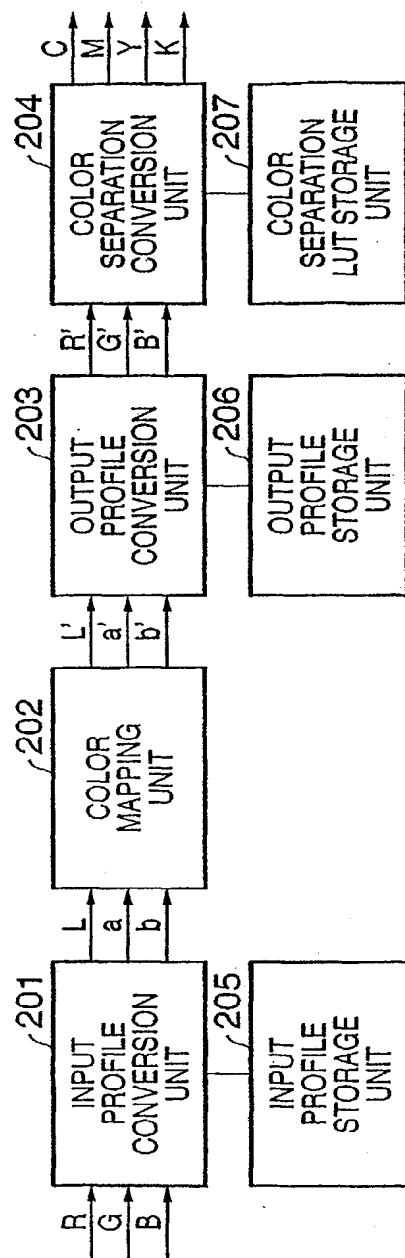 R
G
B
201
INPUT
PROFILE
CONVERSION
UNIT
205
INPUT
PROFILE
STORAGE
UNIT
L
a
b
202
COLOR
MAPPING
UNIT
L'
a'
b'
203
OUTPUT
PROFILE
CONVERSION
UNIT
206
OUTPUT
PROFILE
STORAGE
UNIT
R'
G'
B'
204
COLOR
SEPARATION
CONVERSION
UNIT
207
COLOR
SEPARATION
LUT STORAGE
UNIT
C
M
Y
K